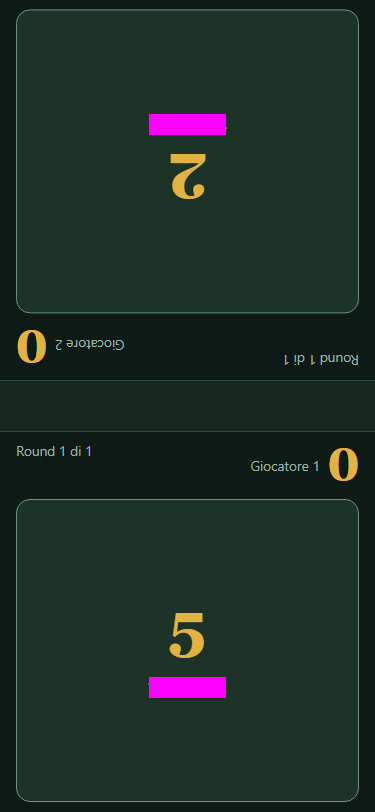 Round 1 di 1
Giocatore 2 0
2
Round 1 di 1
Giocatore 1 0
5